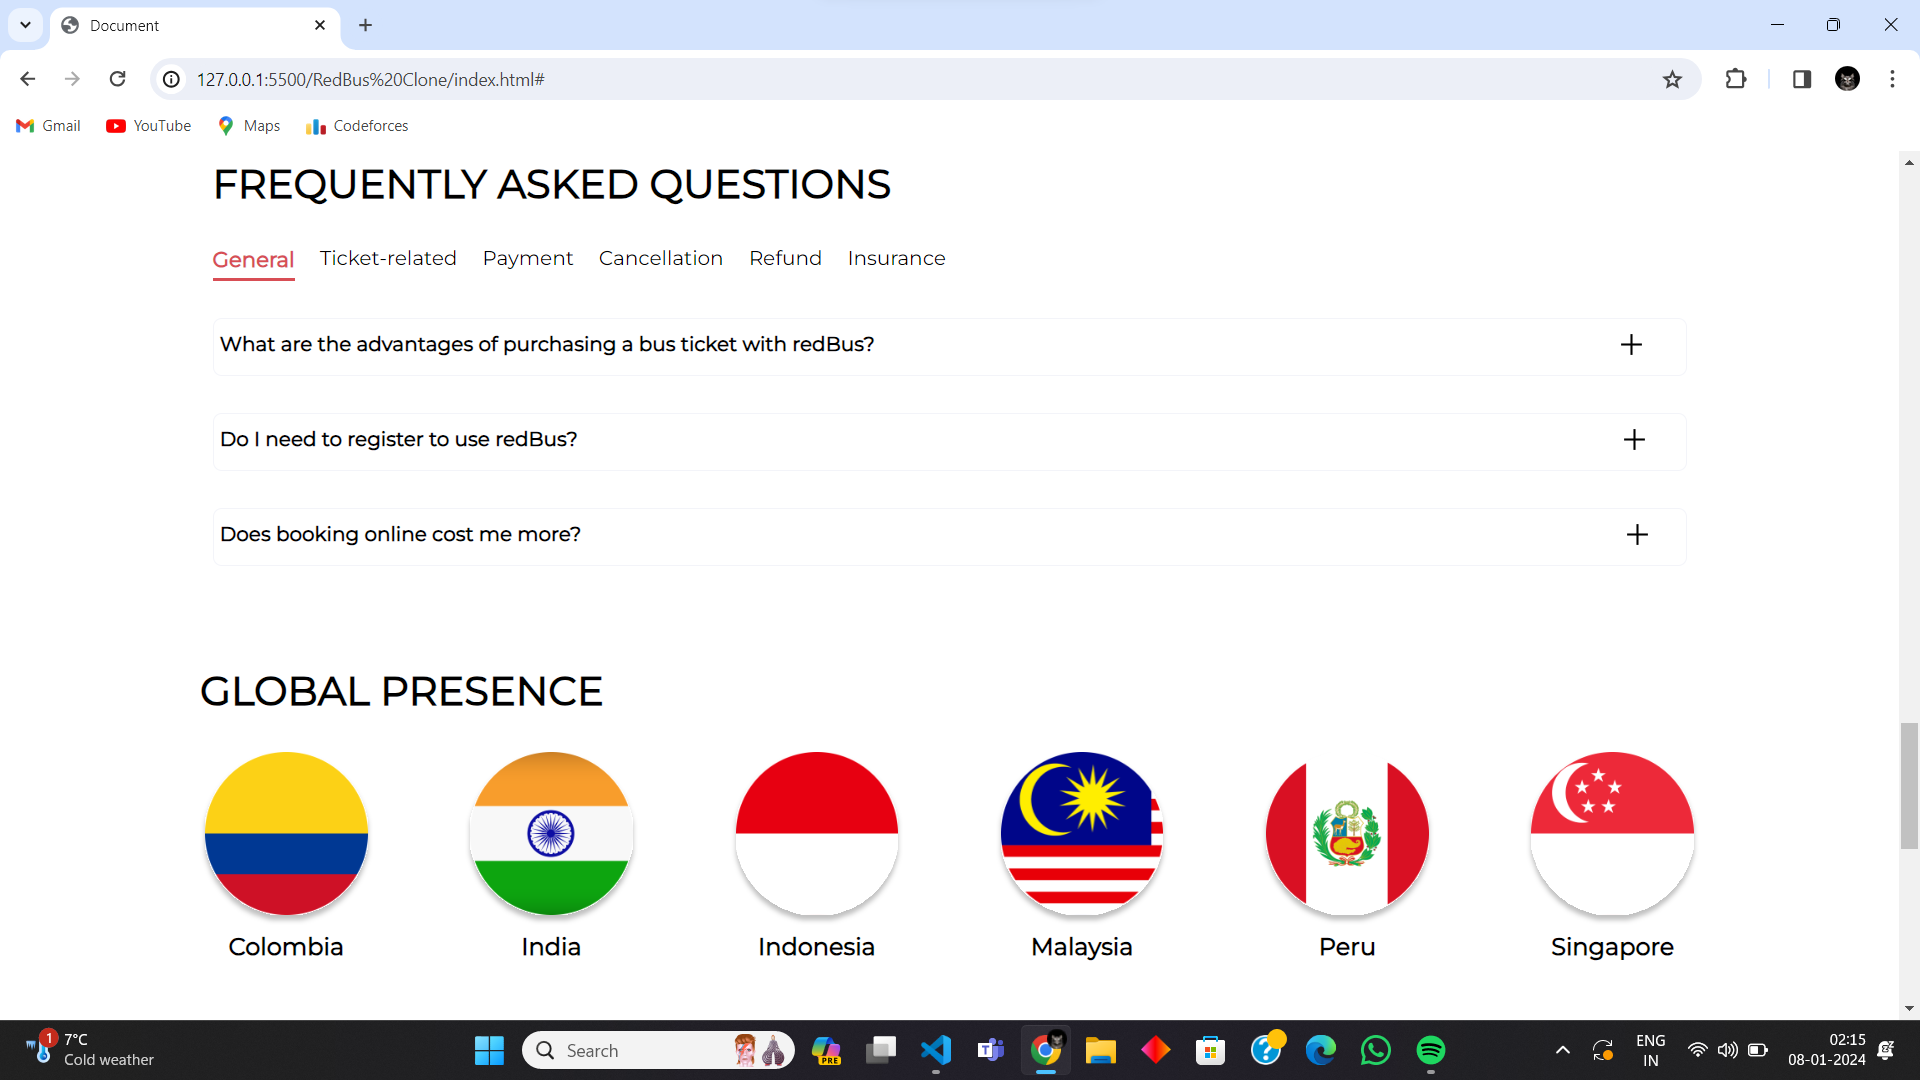 Document
127.0.0.1:5500/RedBus%20Clone/index.html#
Gmail YouTube Maps Codeforces
FREQUENTLY ASKED QUESTIONS
General Ticket-related Payment Cancellation Refund Insurance
What are the advantages of purchasing a bus ticket with redBus?
Do I need to register to use redBus?
Does booking online cost me more?
GLOBAL PRESENCE
Colombia India Indonesia Malaysia Peru Singapore
1
7°C
Cold weather
Search
PRE
ENG
IN
02:15
08-01-2024